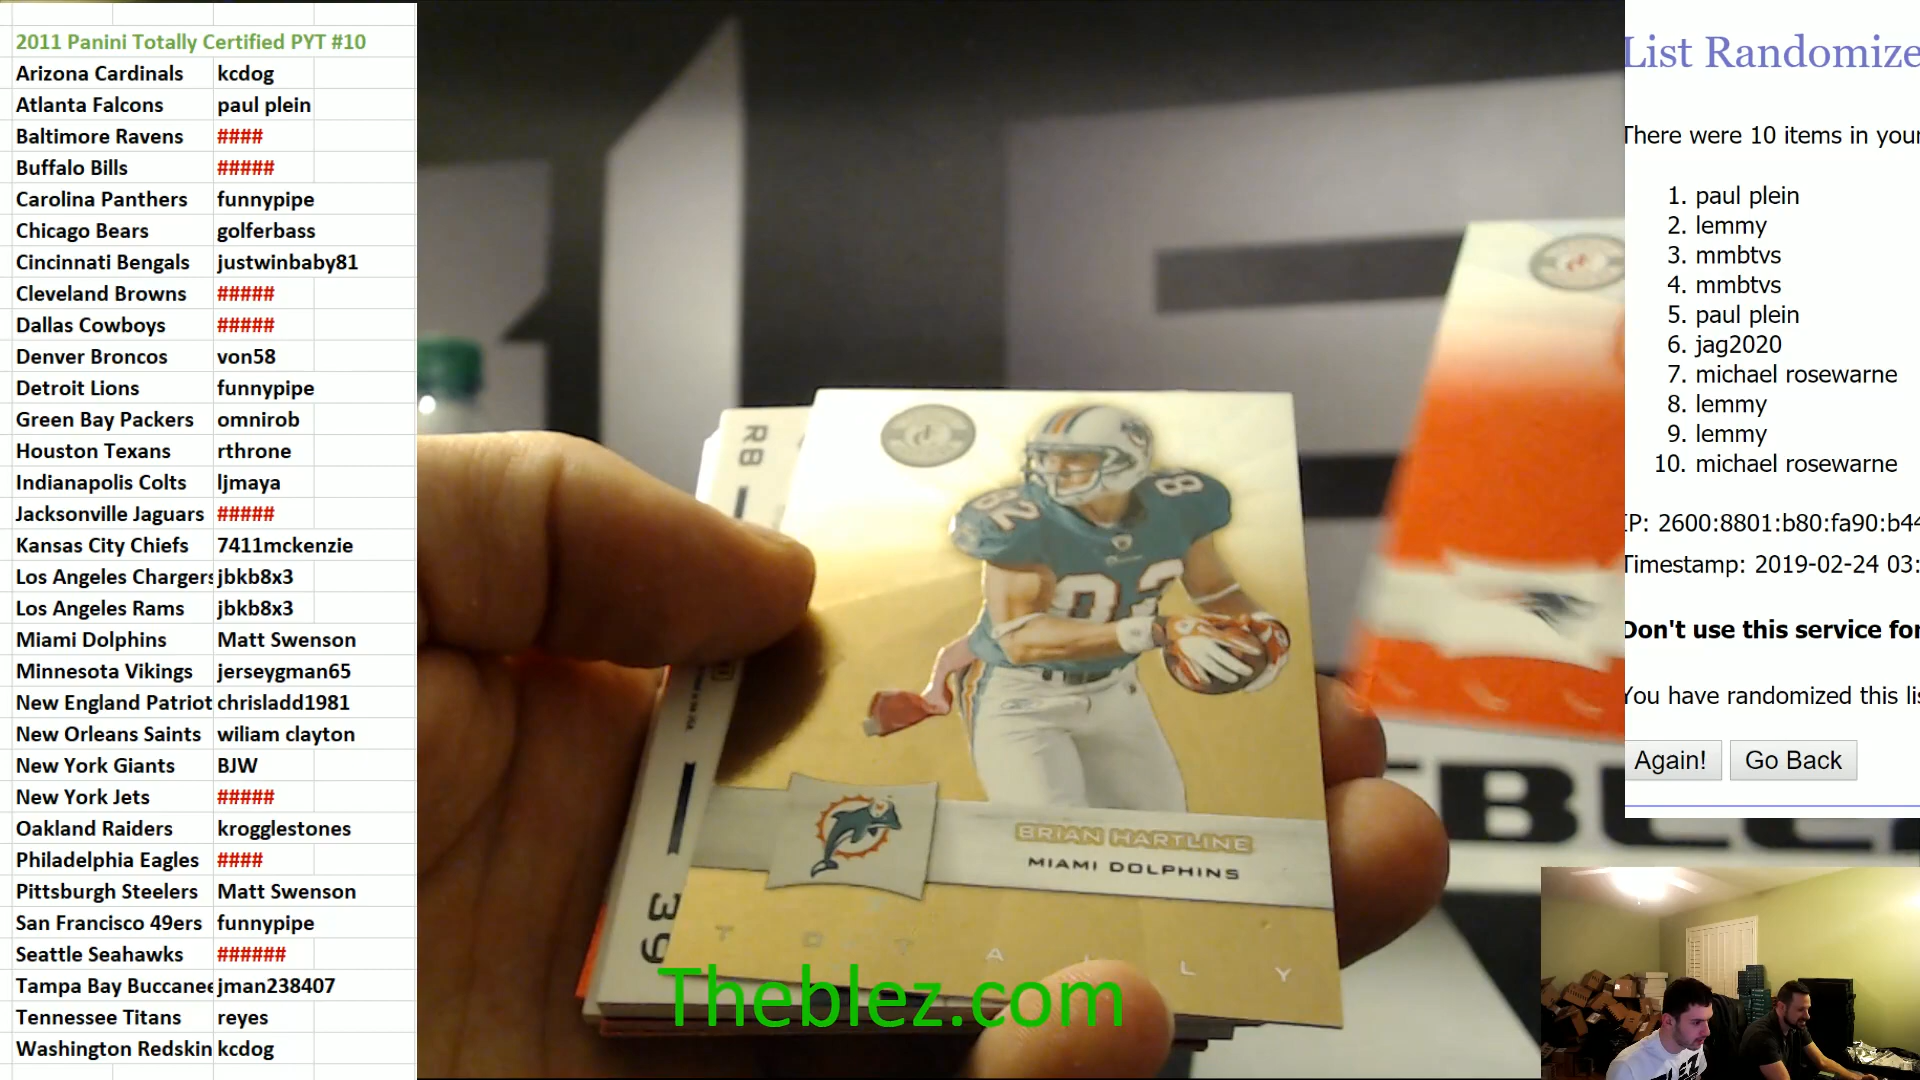 2011 Panini Totally Certified PYT #10
Arizona Cardinals kcdog
Atlanta Falcons paul plein
Baltimore Ravens ####
Buffalo Bills #####
Carolina Panthers funnypipe
Chicago Bears golferbass
Cincinnati Bengals justwinbaby81
Cleveland Browns #####
Dallas Cowboys #####
Denver Broncos von58
Detroit Lions funnypipe
Green Bay Packers omnirob
Houston Texans rthrone
Indianapolis Colts ljmaya
Jacksonville Jaguars #####
Kansas City Chiefs 7411mckenzie
Los Angeles Chargers jbkb8x3
Los Angeles Rams jbkb8x3
Miami Dolphins Matt Swenson
Minnesota Vikings jerseygman65
New England Patriot chrisladd1981
New Orleans Saints wiliam clayton
New York Giants BJW
New York Jets #####
Oakland Raiders krogglestones
Philadelphia Eagles ####
Pittsburgh Steelers Matt Swenson
San Francisco 49ers funnypipe
Seattle Seahawks ######
Tampa Bay Buccanee jman238407
Tennessee Titans reyes
Washington Redskin kcdog
RB
39
82
8
82
BRIAN HARTLINE
MIAMI DOLPHINS
TOTALLY
Theblez.com
List Randomize
There were 10 items in your
1. paul plein
2. lemmy
3. mmbtvs
4. mmbtvs
5. paul plein
6. jag2020
7. michael rosewarne
8. lemmy
9. lemmy
10. michael rosewarne
IP: 2600:8801:b80:fa90:b44
Timestamp: 2019-02-24 03:
Don't use this service for
You have randomized this lis
Again! Go Back